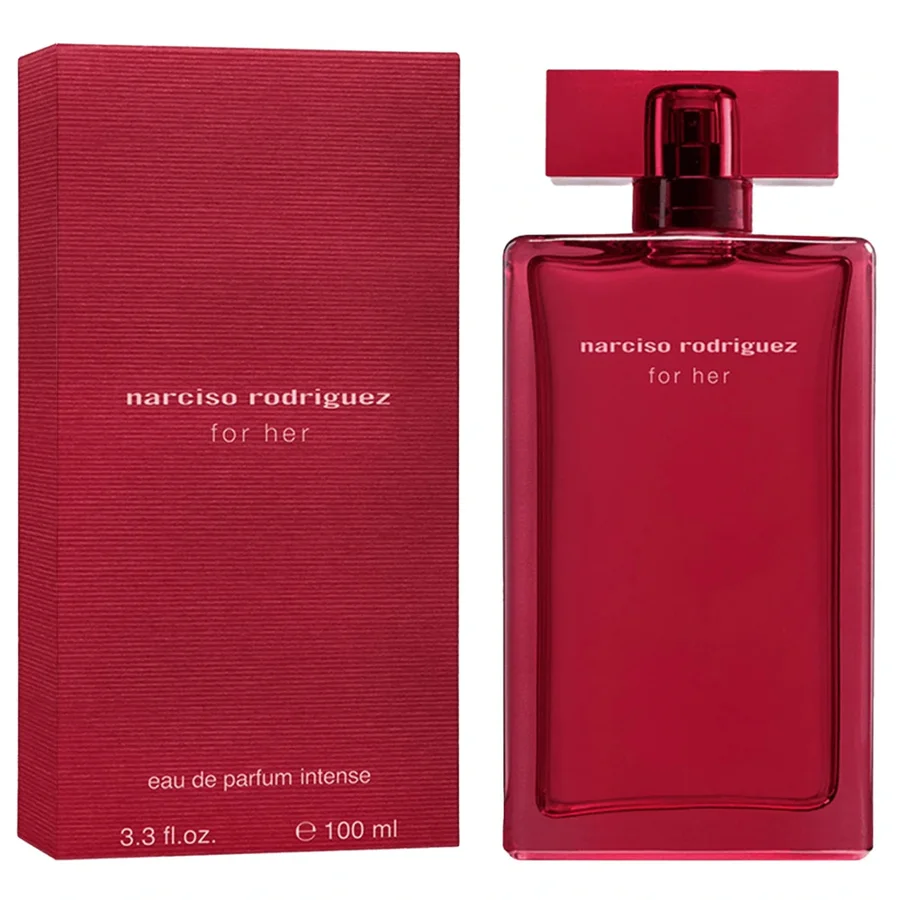 narciso rodriguez
for her
eau de parfum intense
3.3 fl.oz. ℮ 100 ml
narciso rodriguez
for her